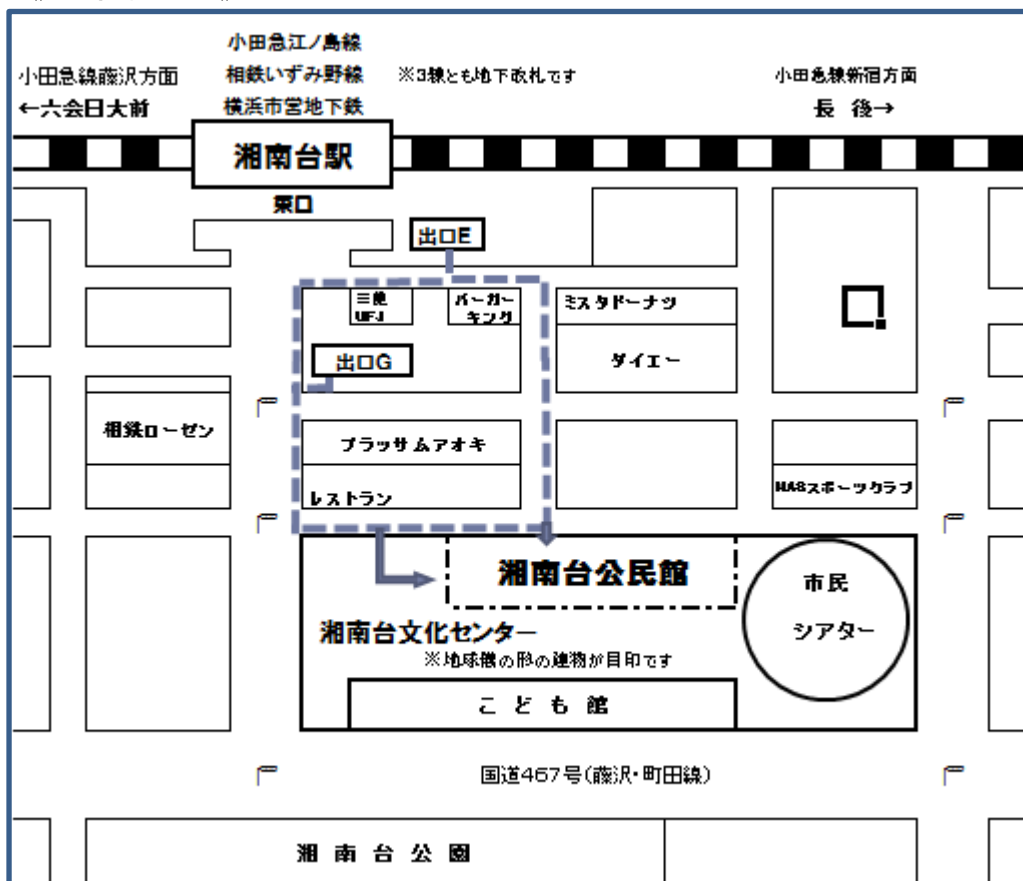 小田急江ノ島線
小田急線藤沢方面
相鉄いずみ野線
※3線とも地下改札です
小田急線新宿方面
←六会日大前
横浜市営地下鉄
長 後→
湘南台駅
東口
出口E
三菱
UFJ
バーガー
キング
ミスタドーナツ
出口G
ダイエー
相鉄ローゼン
ブラッサムアオキ
レストラン
NASスポーツクラブ
湘南台公民館
市民
シアター
湘南台文化センター
※地球儀の形の建物が目印です
こ ど も 館
国道467号(藤沢・町田線)
湘 南 台 公 園